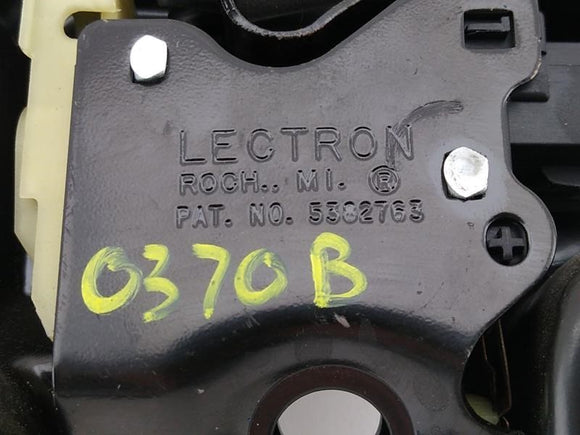 LECTRON
ROCH., MI. ®
PAT. NO. 5382763
0370B